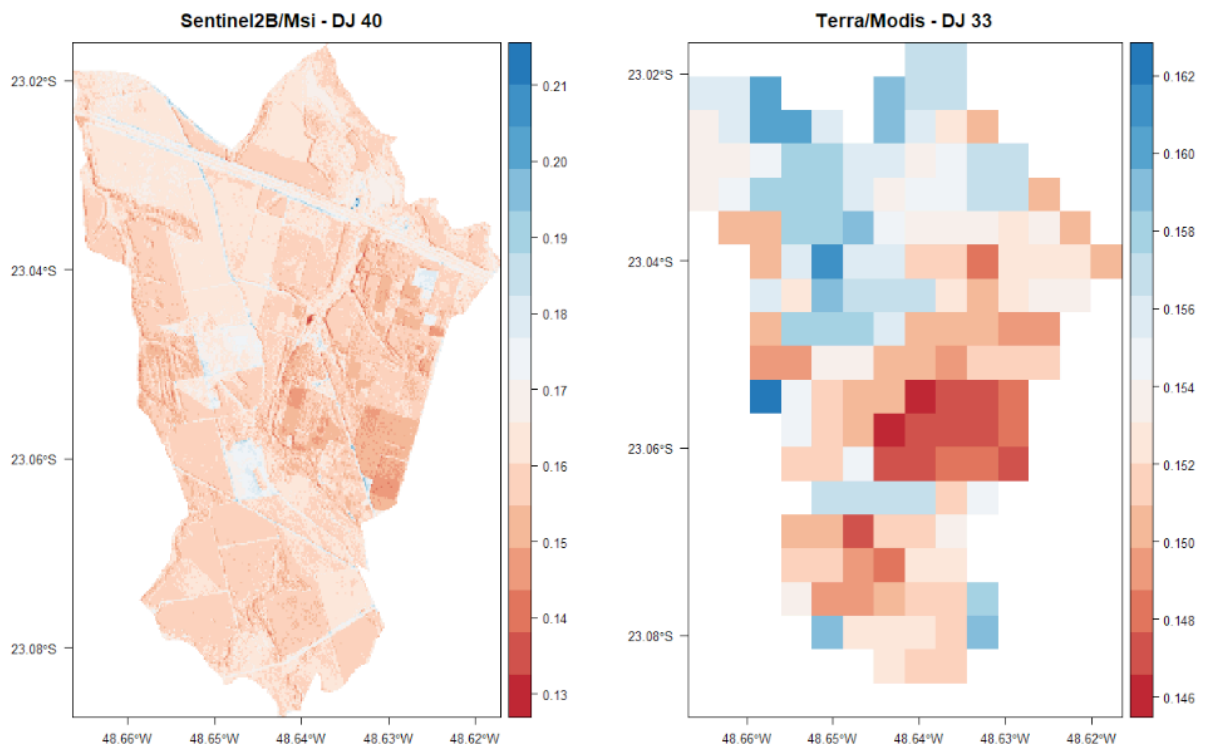 Sentinel2B/Msi - DJ 40
23.02°S
23.04°S
23.06°S
23.08°S
48.66°W 48.65°W 48.64°W 48.63°W 48.62°W
0.21
0.20
0.19
0.18
0.17
0.16
0.15
0.14
0.13
Terra/Modis - DJ 33
23.02°S
23.04°S
23.06°S
23.08°S
48.66°W 48.65°W 48.64°W 48.63°W 48.62°W
0.162
0.160
0.158
0.156
0.154
0.152
0.150
0.148
0.146